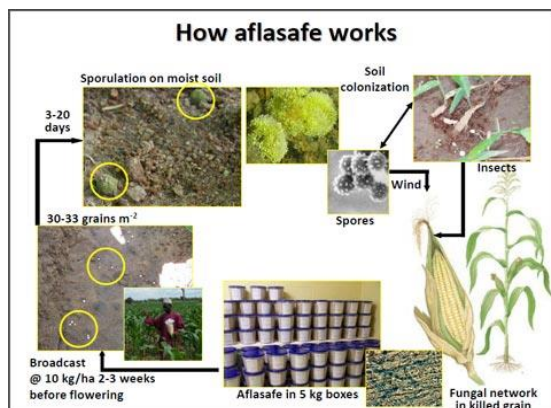 How aflasafe works
Sporulation on moist soil
3-20
days
Soil
colonization
Insects
Wind
Spores
30-33 grains m-2
Broadcast
@ 10 kg/ha 2-3 weeks
before flowering
Aflasafe in 5 kg boxes
Fungal network
in killed grain